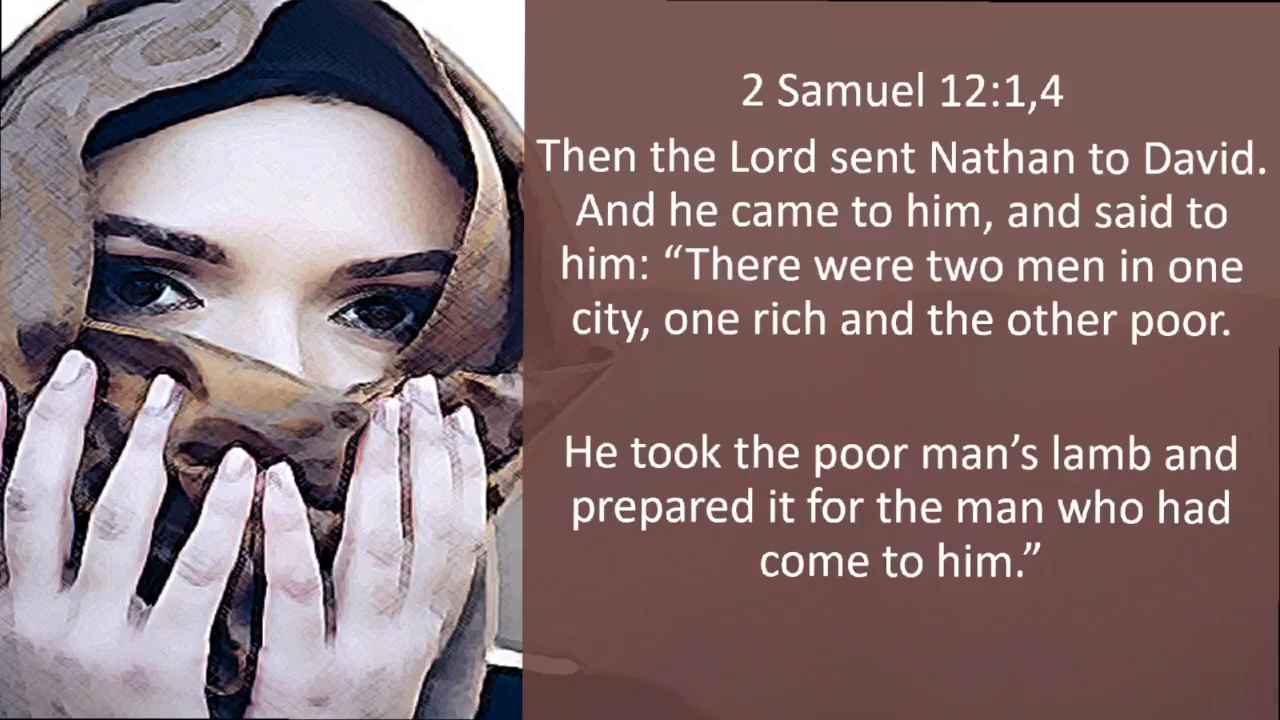 2 Samuel 12:1,4
Then the Lord sent Nathan to David.
And he came to him, and said to
him: “There were two men in one
city, one rich and the other poor.
He took the poor man’s lamb and
prepared it for the man who had
come to him.”